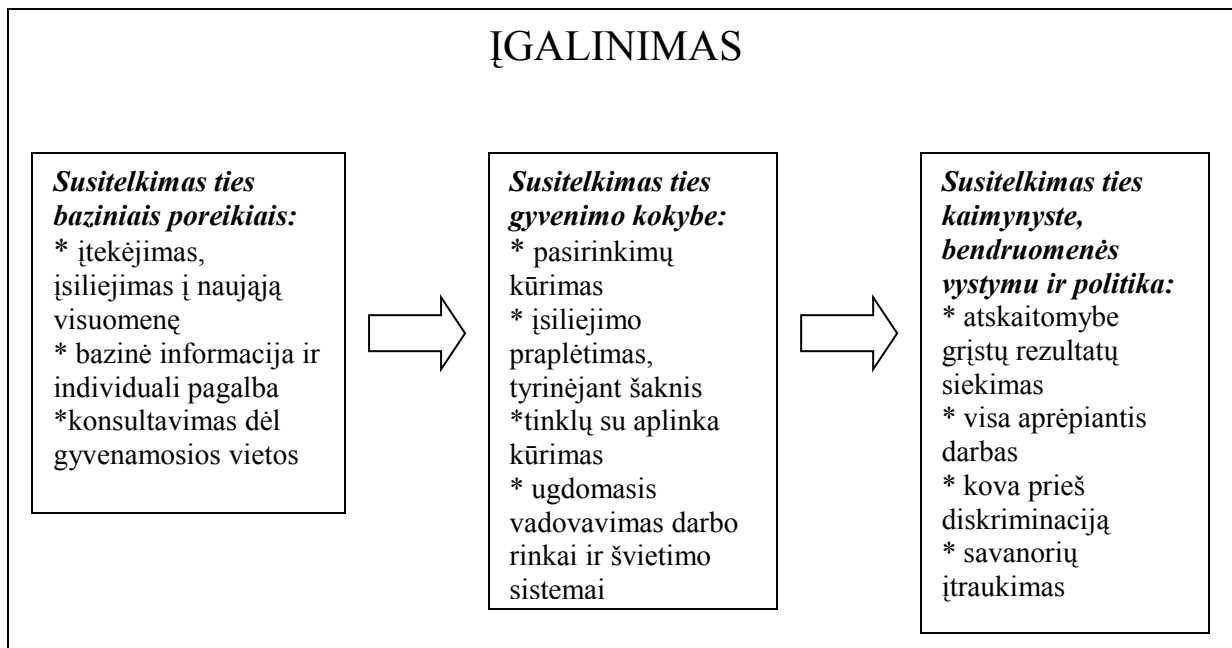 ĮGALINIMAS
Susitelkimas ties
baziniais poreikiais:
* įtekėjimas,
įsiliejimas į naująją
visuomenę
* bazinė informacija ir
individuali pagalba
*konsultavimas dėl
gyvenamosios vietos
Susitelkimas ties
gyvenimo kokybe:
* pasirinkimų
kūrimas
* įsiliejimo
praplėtimas,
tyrinėjant šaknis
*tinklų su aplinka
kūrimas
* ugdomasis
vadovavimas darbo
rinkai ir švietimo
sistemai
Susitelkimas ties
kaimynyste,
bendruomenės
vystymu ir politika:
* atskaitomybe
grįstų rezultatų
siekimas
* visa aprėpiantis
darbas
* kova prieš
diskriminaciją
* savanorių
įtraukimas